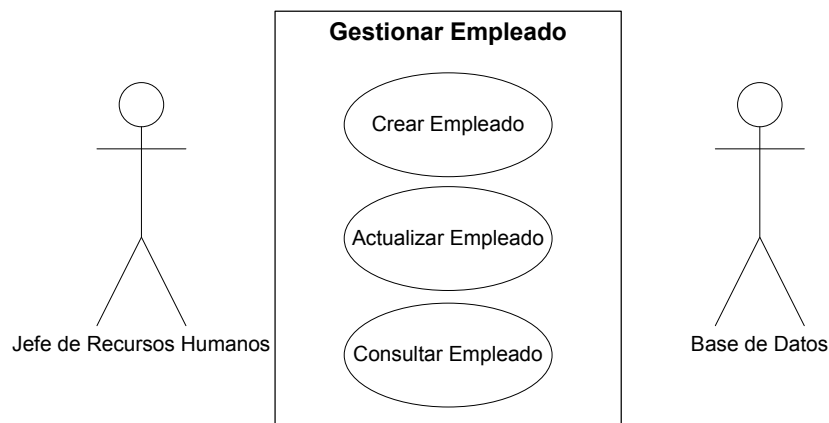 Gestionar Empleado
Crear Empleado
Actualizar Empleado
Consultar Empleado
Jefe de Recursos Humanos
Base de Datos